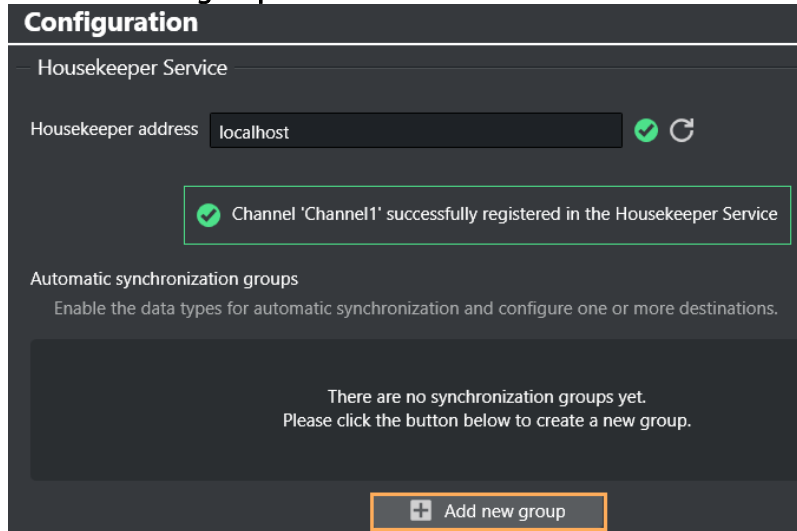 Configuration
Housekeeper Service
Housekeeper address localhost
Channel 'Channel1' successfully registered in the Housekeeper Service
Automatic synchronization groups
Enable the data types for automatic synchronization and configure one or more destinations.
There are no synchronization groups yet.
Please click the button below to create a new group.
Add new group